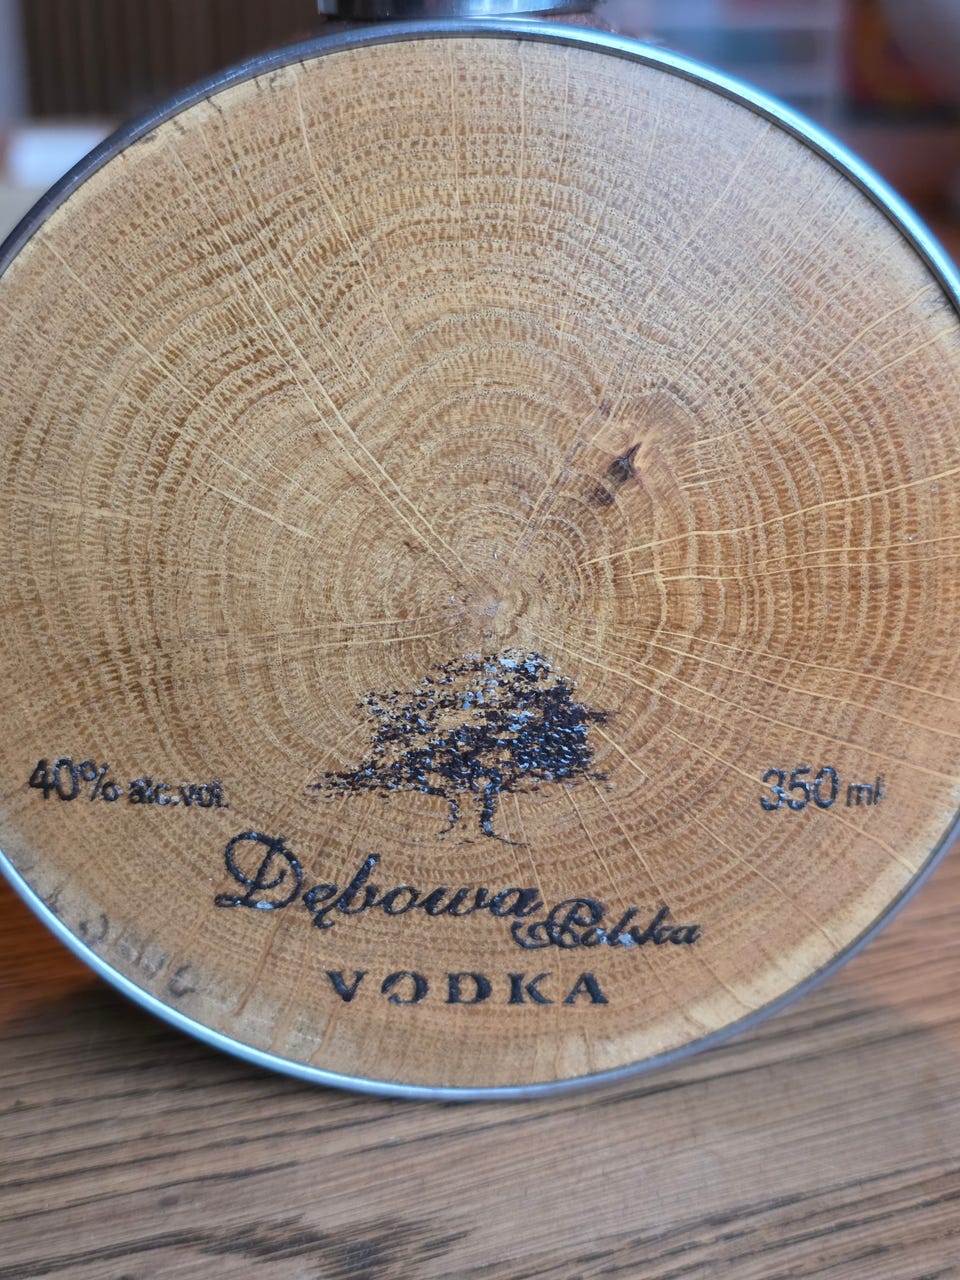 40% alc.vol.
350 ml
Dębowa Polska
VODKA